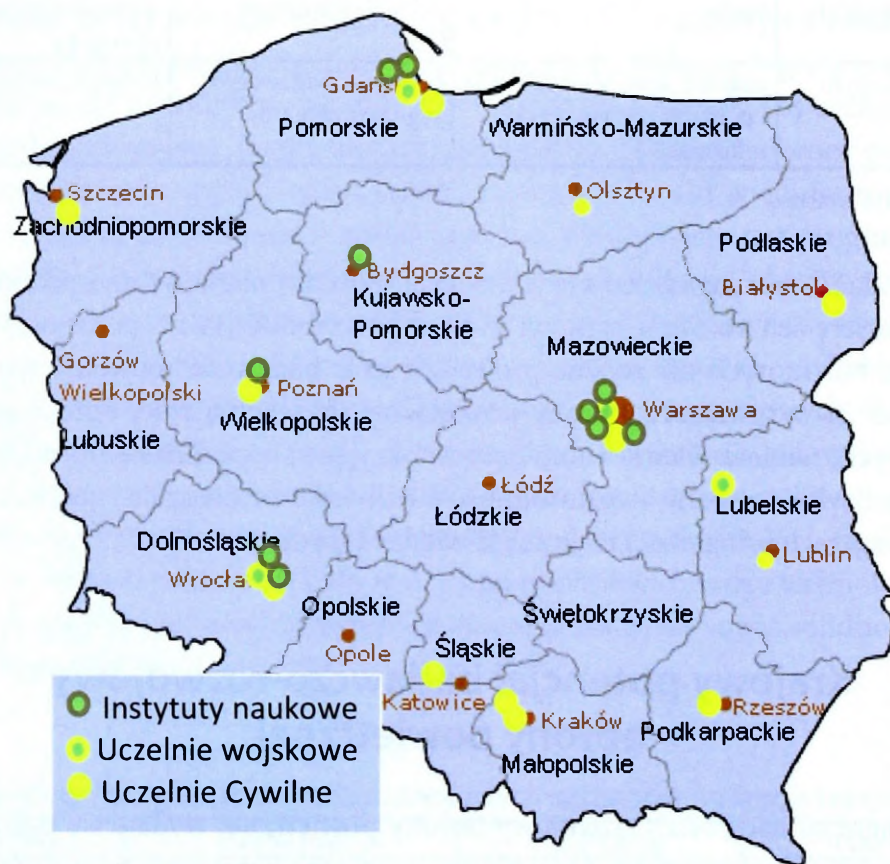 Gdańs
Pomorskie
Warmińsko-Mazurskie
Szczecin
Olsztyn
Zachodniopomorskie
Podlaskie
Bydgoszcz
Białystok
Kujawsko-
Pomorskie
Mazowieckie
Gorzów
Wielkopolski
Poznań
Wielkopolskie
Warszawa
Lubuskie
Łódź
Łódzkie
Lubelskie
Dolnośląskie
Lublin
Wrocła
Opolskie
Świętokrzyskie
Opole
Śląskie
Katowice
Kraków
Rzeszów
Podkarpackie
Małopolskie
Instytuty naukowe
Uczelnie wojskowe
Uczelnie Cywilne